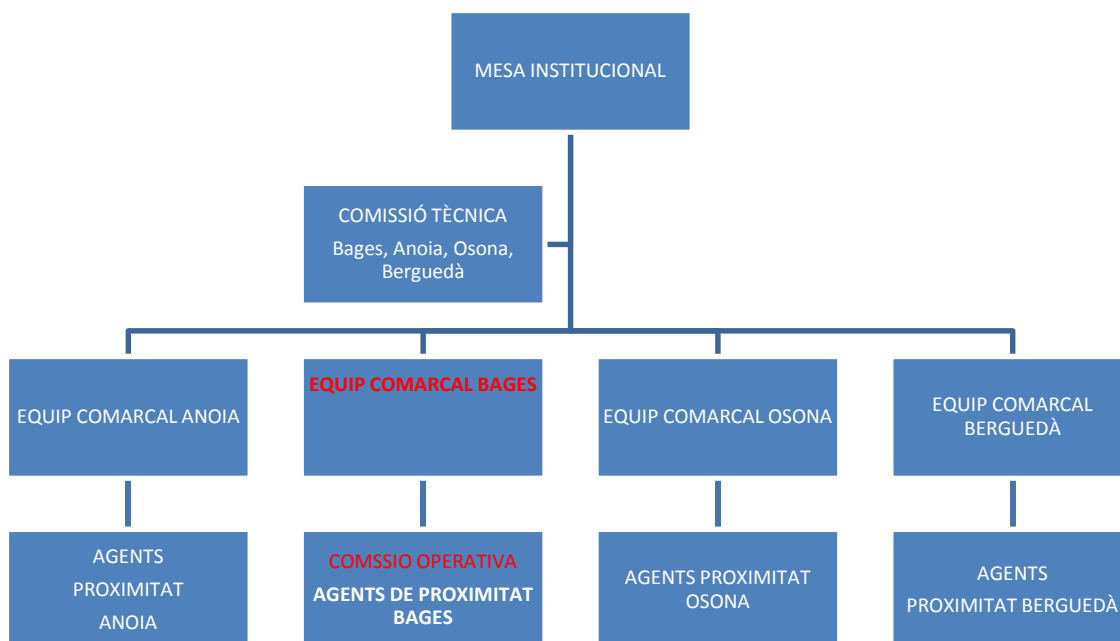 MESA INSTITUCIONAL
COMISSIÓ TÈCNICA
Bages, Anoia, Osona,
Berguedà
EQUIP COMARCAL ANOIA
EQUIP COMARCAL BAGES
EQUIP COMARCAL OSONA
EQUIP COMARCAL
BERGUEDÀ
AGENTS
PROXIMITAT
ANOIA
COMSSIO OPERATIVA
AGENTS DE PROXIMITAT
BAGES
AGENTS PROXIMITAT
OSONA
AGENTS
PROXIMITAT BERGUEDÀ